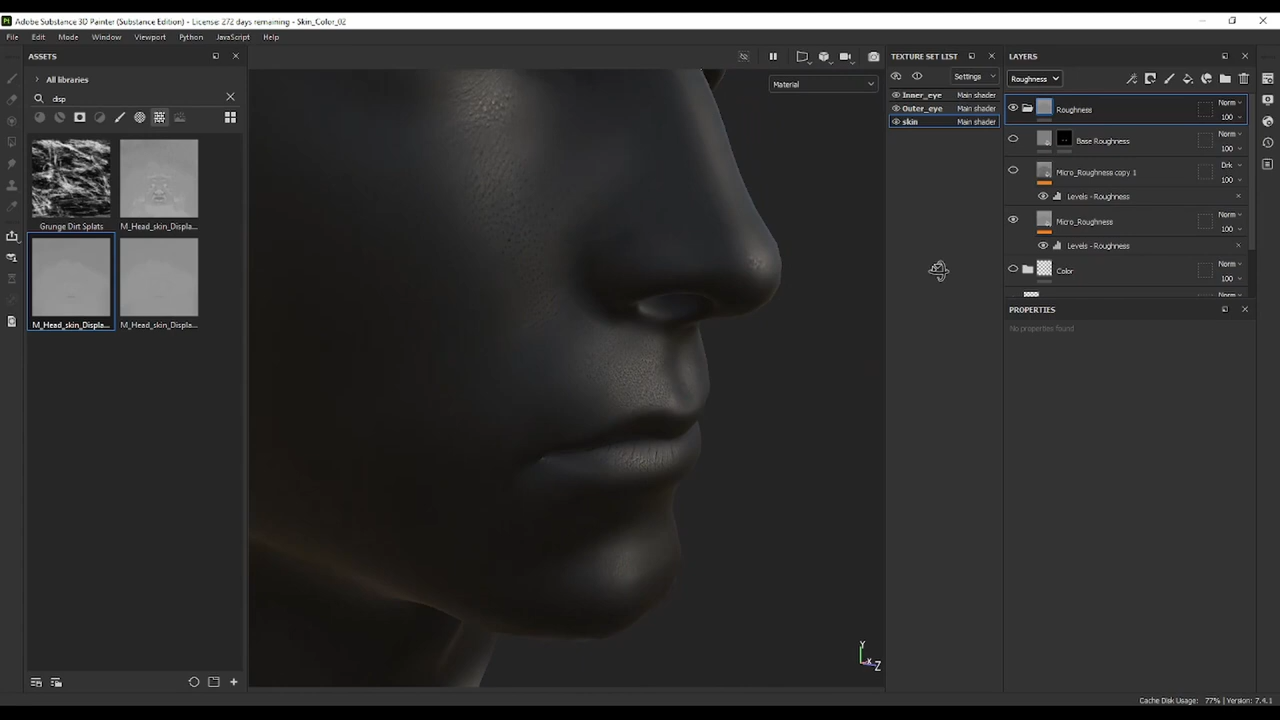 Adobe Substance 3D Painter (Substance Edition) - License: 272 days remaining - Skin_Color_02
File Edit Mode Window Viewport Python JavaScript Help
ASSETS
All libraries
disp
Grunge Dirt Splats
M_Head_skin_Displa...
M_Head_skin_Displa...
M_Head_skin_Displa...
Material
Y
X
Z
TEXTURE SET LIST
Settings
Inner_eye Main shader
Outer_eye Main shader
skin Main shader
LAYERS
Roughness
Roughness Norm 100
Base Roughness Norm 100
Micro_Roughness copy 1 Drk 100
Levels - Roughness
Micro_Roughness Norm 100
Levels - Roughness
Color Norm 100
Norm
PROPERTIES
No properties found
Cache Disk Usage: 77% | Version: 7.4.1